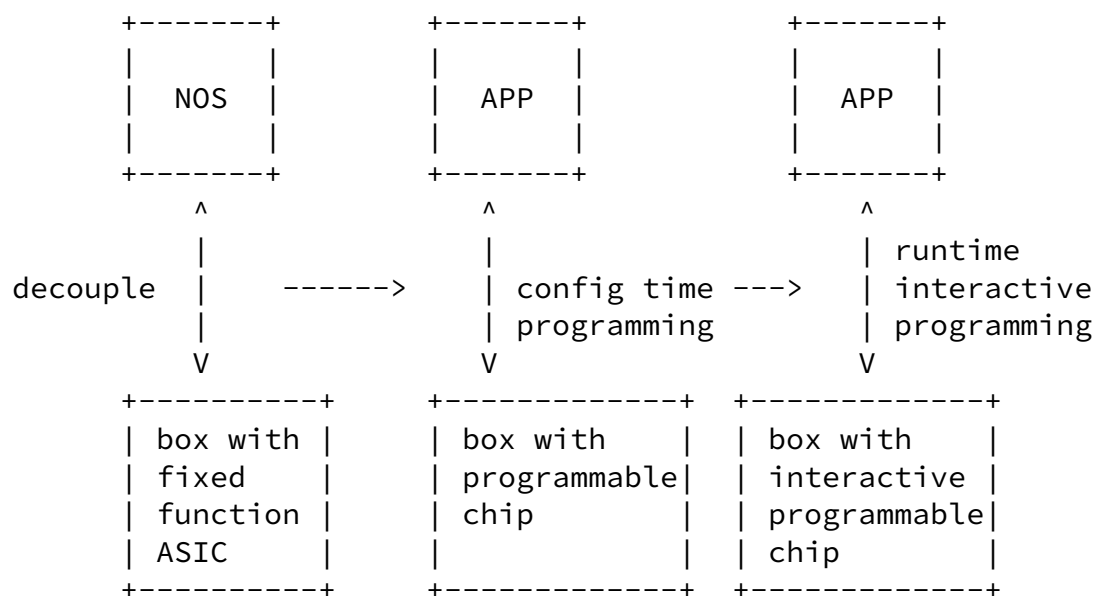 NOS APP APP
runtime
decouple ------> config time ---> interactive
programming programming
box with box with box with
fixed programmable interactive
function chip programmable
ASIC chip